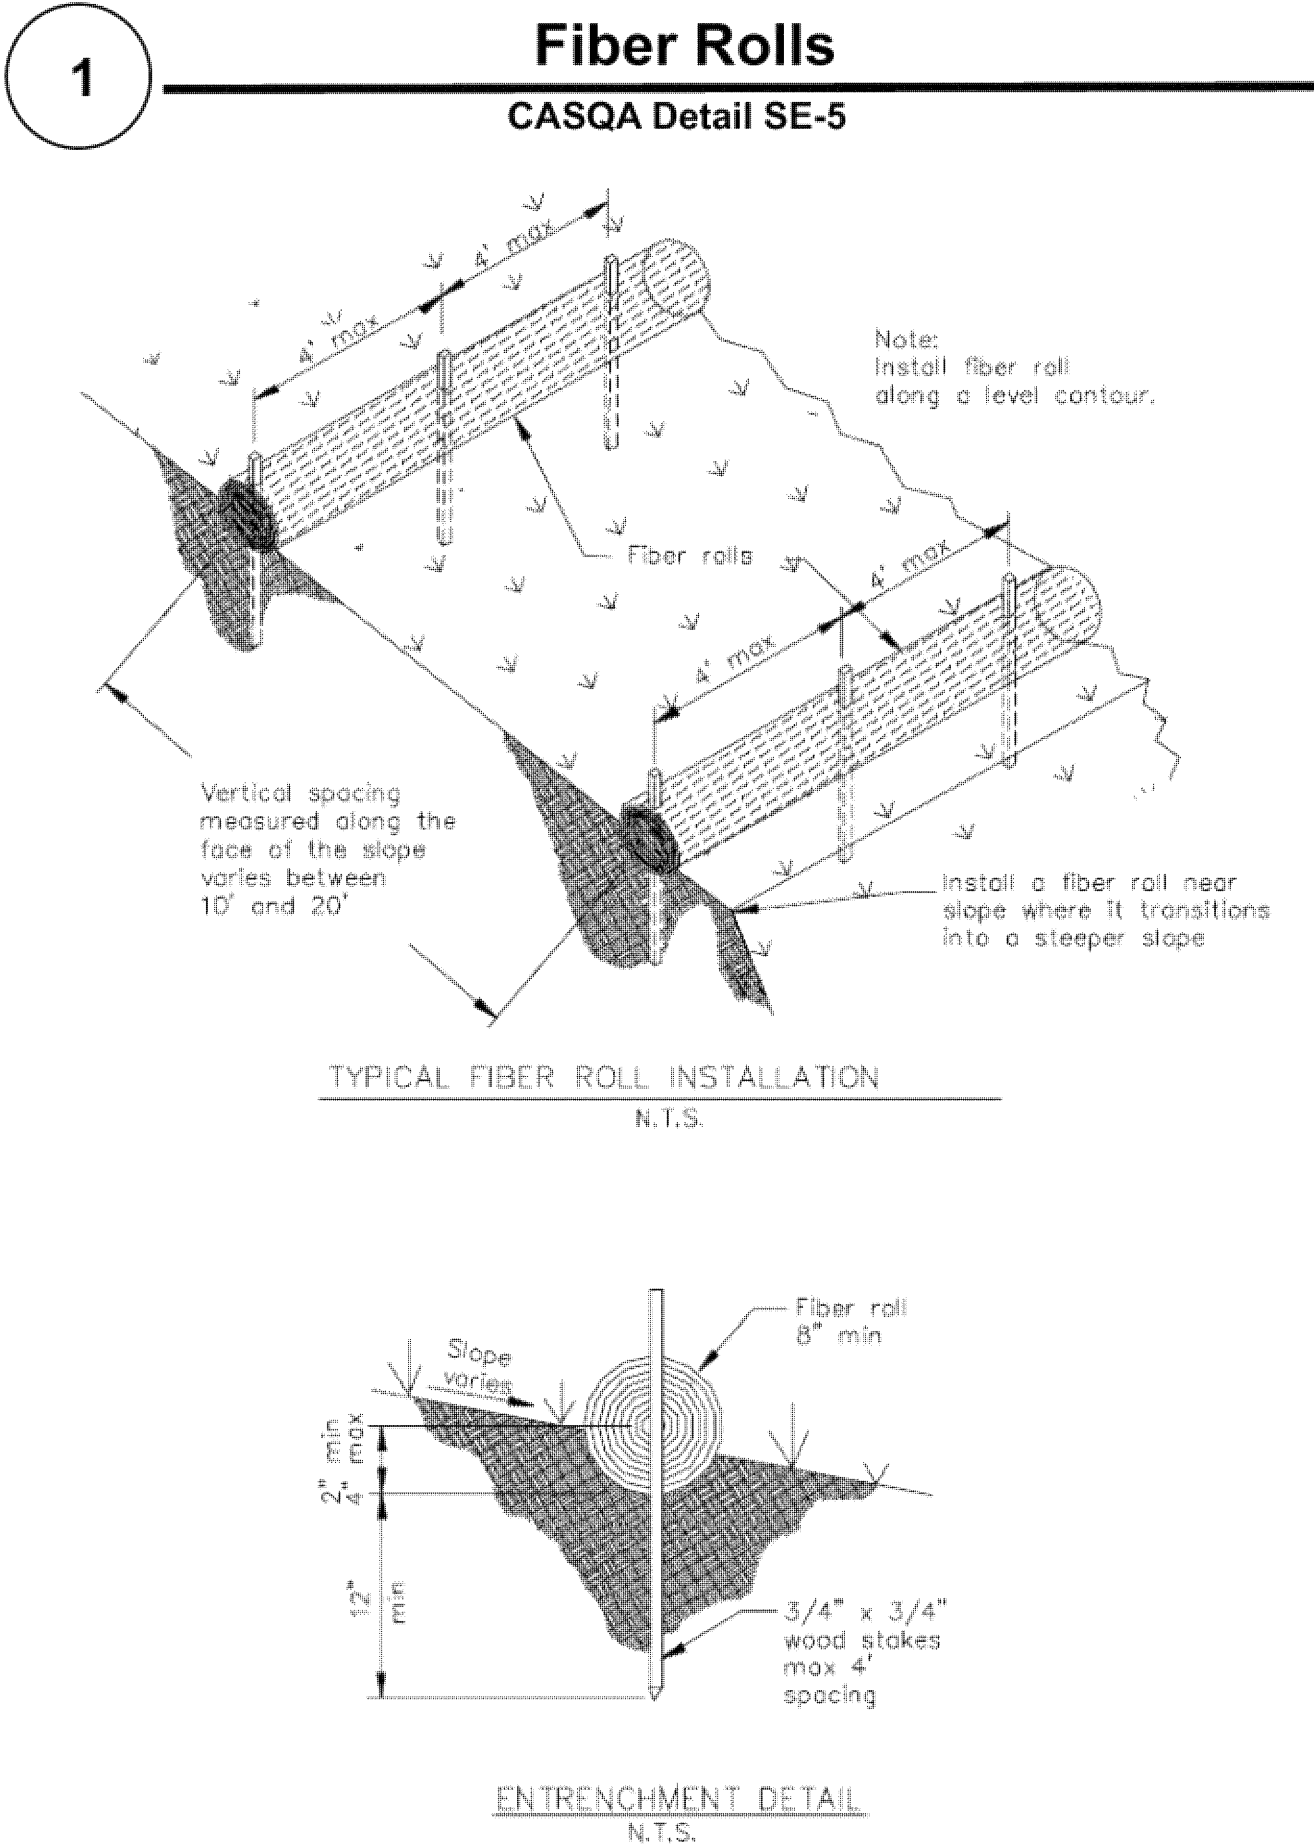 1
Fiber Rolls
CASQA Detail SE-5
4' max
4' max
Note:
Install fiber roll
along a level contour.
Fiber rolls
4' max
4' max
Vertical spacing
measured along the
face of the slope
varies between
10' and 20'
Install a fiber roll near
slope where it transitions
into a steeper slope
TYPICAL FIBER ROLL INSTALLATION
N.T.S.
Fiber roll
8" min
Slope
varies
2" min
4" max
12"
min
3/4" x 3/4"
wood stakes
max 4'
spacing
ENTRENCHMENT DETAIL
N.T.S.